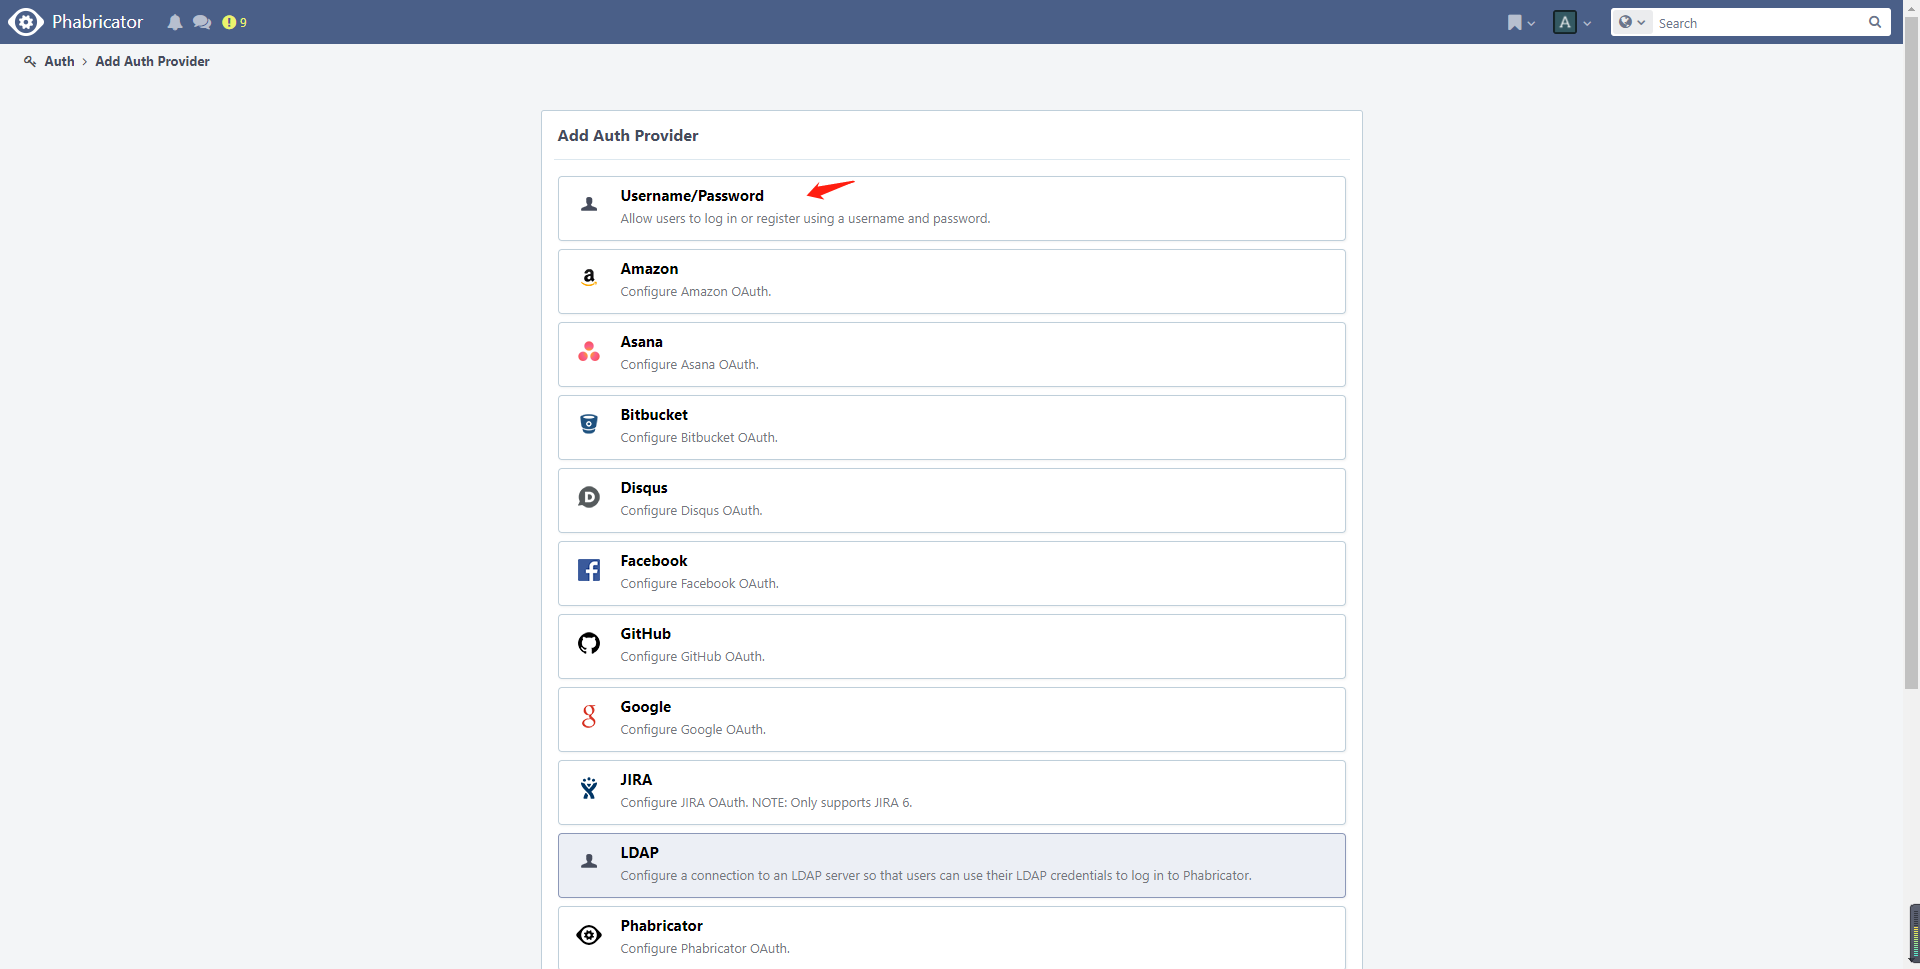 Phabricator
9
A
Search
Auth > Add Auth Provider
Add Auth Provider
Username/Password
Allow users to log in or register using a username and password.
Amazon
Configure Amazon OAuth.
Asana
Configure Asana OAuth.
Bitbucket
Configure Bitbucket OAuth.
Disqus
Configure Disqus OAuth.
Facebook
Configure Facebook OAuth.
GitHub
Configure GitHub OAuth.
Google
Configure Google OAuth.
JIRA
Configure JIRA OAuth. NOTE: Only supports JIRA 6.
LDAP
Configure a connection to an LDAP server so that users can use their LDAP credentials to log in to Phabricator.
Phabricator
Configure Phabricator OAuth.